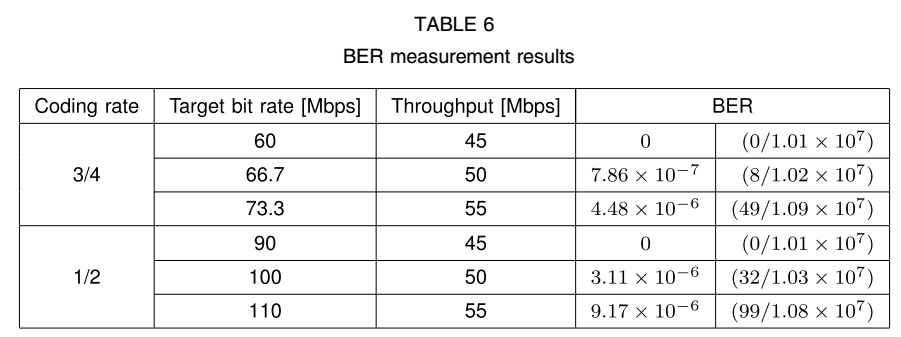 TABLE 6
BER measurement results
Coding rate Target bit rate [Mbps] Throughput [Mbps] BER
60 45 0 (0/1.01 × 10^7)
3/4 66.7 50 7.86 × 10^−7 (8/1.02 × 10^7)
73.3 55 4.48 × 10^−6 (49/1.09 × 10^7)
90 45 0 (0/1.01 × 10^7)
1/2 100 50 3.11 × 10^−6 (32/1.03 × 10^7)
110 55 9.17 × 10^−6 (99/1.08 × 10^7)